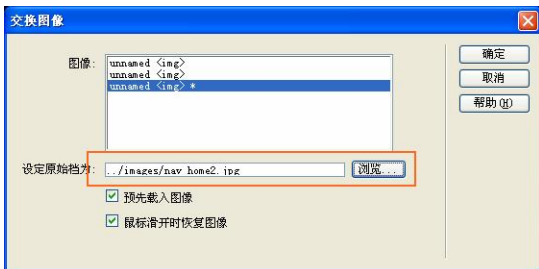 交换图像
图像:
unnamed <img>
unnamed <img>
unnamed <img> *
确定
取消
帮助(H)
设定原始档为:
../images/nav_home2.jpg
浏览...
预先载入图像
鼠标滑开时恢复图像